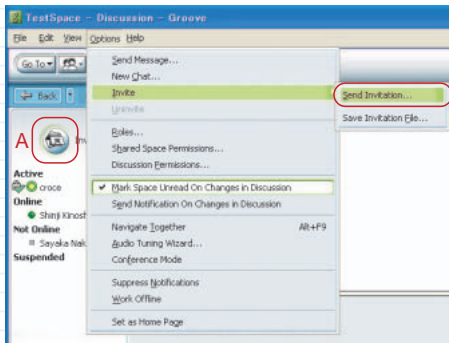 TestSpace - Discussion - Groove
File Edit View Options Help
Go To
Back
A
Inv
Active
croce
Online
Shinji Kinosh
Not Online
Sayaka Nak
Suspended
Send Message...
New Chat...
Invite
Uninvite
Roles...
Shared Space Permissions...
Discussion Permissions...
Mark Space Unread On Changes in Discussion
Send Notification On Changes in Discussion
Navigate Together Alt+F9
Audio Tuning Wizard...
Conference Mode
Suppress Notifications
Work Offline
Set as Home Page
Send Invitation...
Save Invitation File...